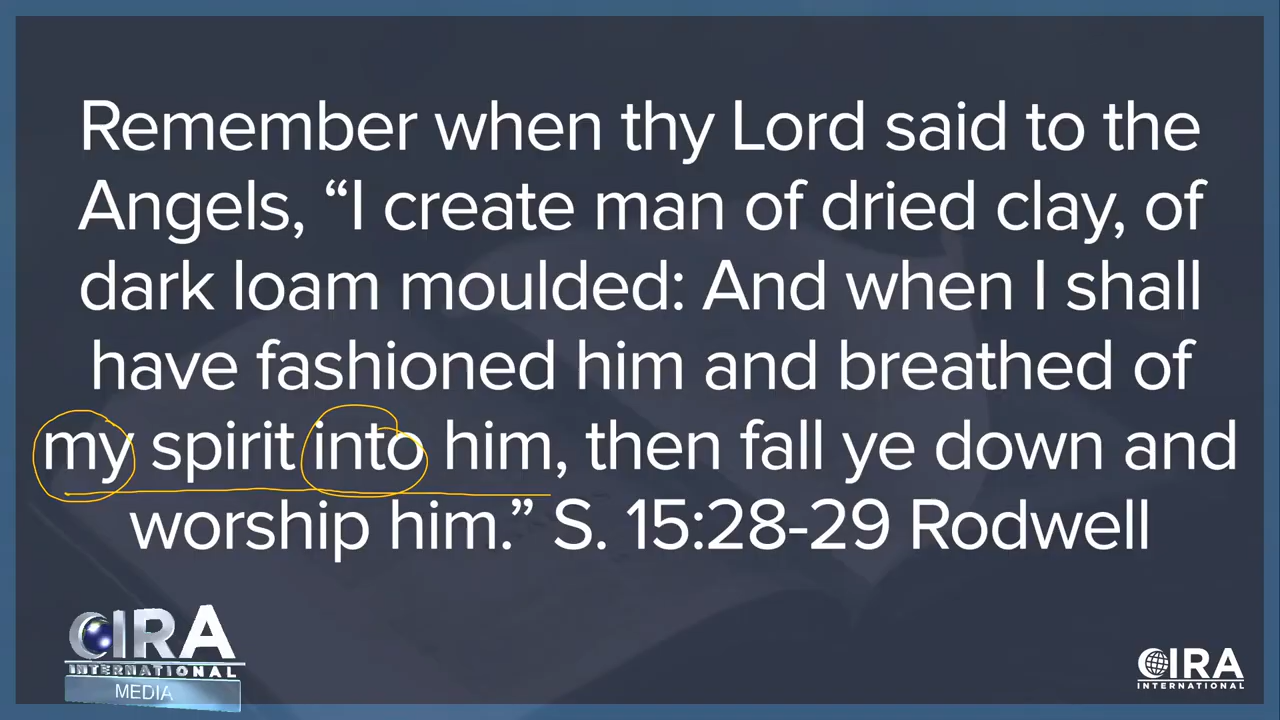 Remember when thy Lord said to the
Angels, “I create man of dried clay, of
dark loam moulded: And when I shall
have fashioned him and breathed of
my spirit into him, then fall ye down and
worship him.” S. 15:28-29 Rodwell
CIRA
INTERNATIONAL
MEDIA
CIRA
INTERNATIONAL